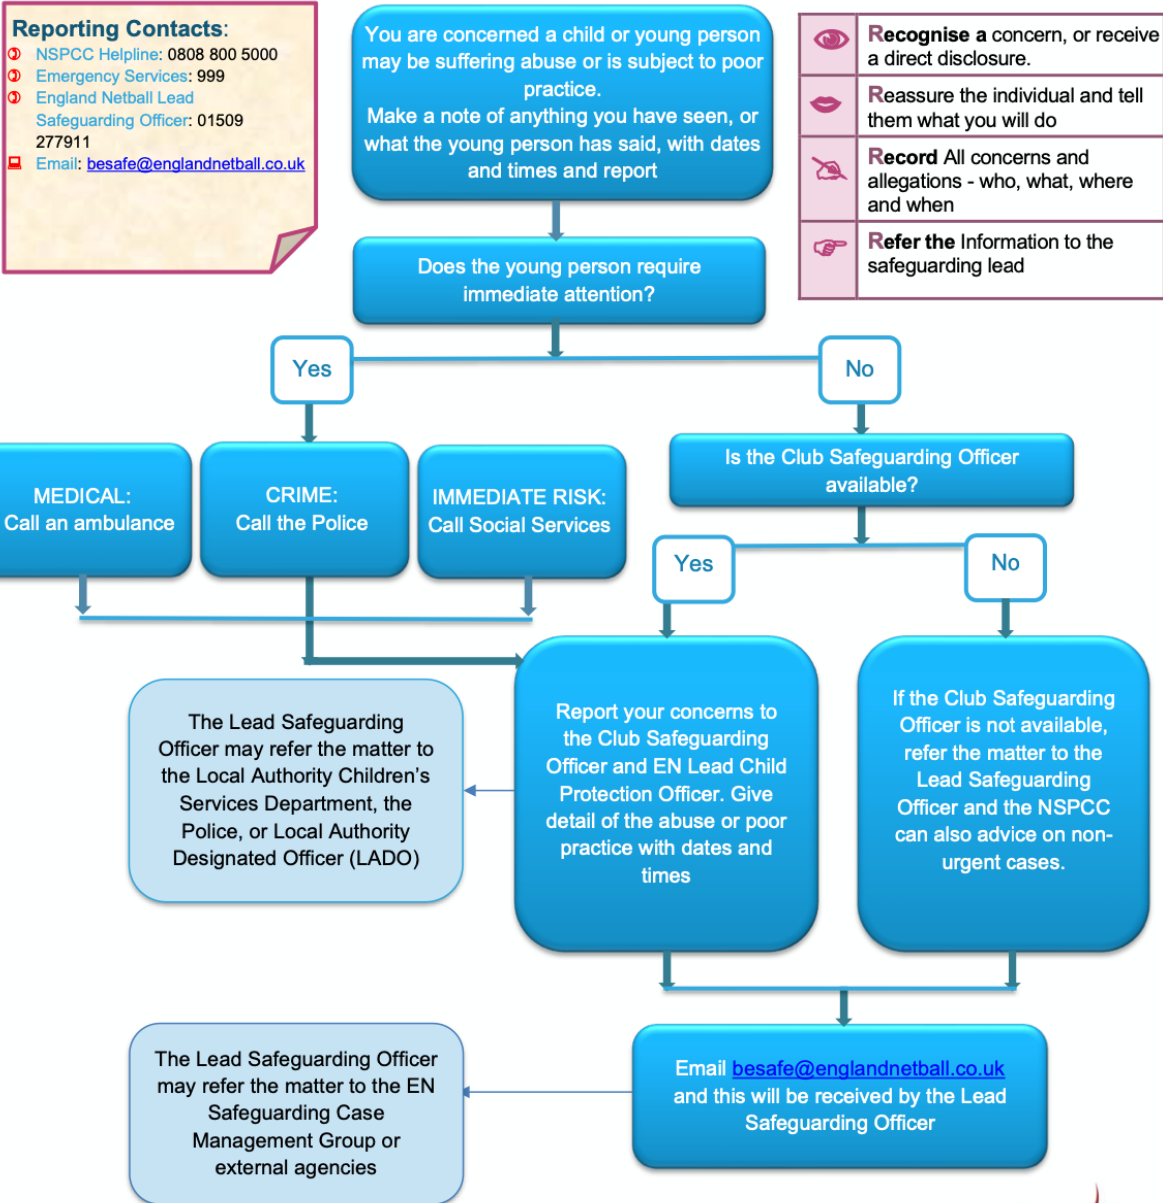 Reporting Contacts:
NSPCC Helpline: 0808 800 5000
Emergency Services: 999
England Netball Lead
Safeguarding Officer: 01509
277911
Email: besafe@englandnetball.co.uk
You are concerned a child or young person
may be suffering abuse or is subject to poor
practice.
Make a note of anything you have seen, or
what the young person has said, with dates
and times and report
Recognise a concern, or receive
a direct disclosure.
Reassure the individual and tell
them what you will do
Record All concerns and
allegations - who, what, where
and when
Refer the Information to the
safeguarding lead
Does the young person require
immediate attention?
Yes
No
MEDICAL:
Call an ambulance
CRIME:
Call the Police
IMMEDIATE RISK:
Call Social Services
Is the Club Safeguarding Officer
available?
Yes
No
The Lead Safeguarding
Officer may refer the matter to
the Local Authority Children's
Services Department, the
Police, or Local Authority
Designated Officer (LADO)
Report your concerns to
the Club Safeguarding
Officer and EN Lead Child
Protection Officer. Give
detail of the abuse or poor
practice with dates and
times
If the Club Safeguarding
Officer is not available,
refer the matter to the
Lead Safeguarding
Officer and the NSPCC
can also advice on non-
urgent cases.
The Lead Safeguarding Officer
may refer the matter to the EN
Safeguarding Case
Management Group or
external agencies
Email besafe@englandnetball.co.uk
and this will be received by the Lead
Safeguarding Officer